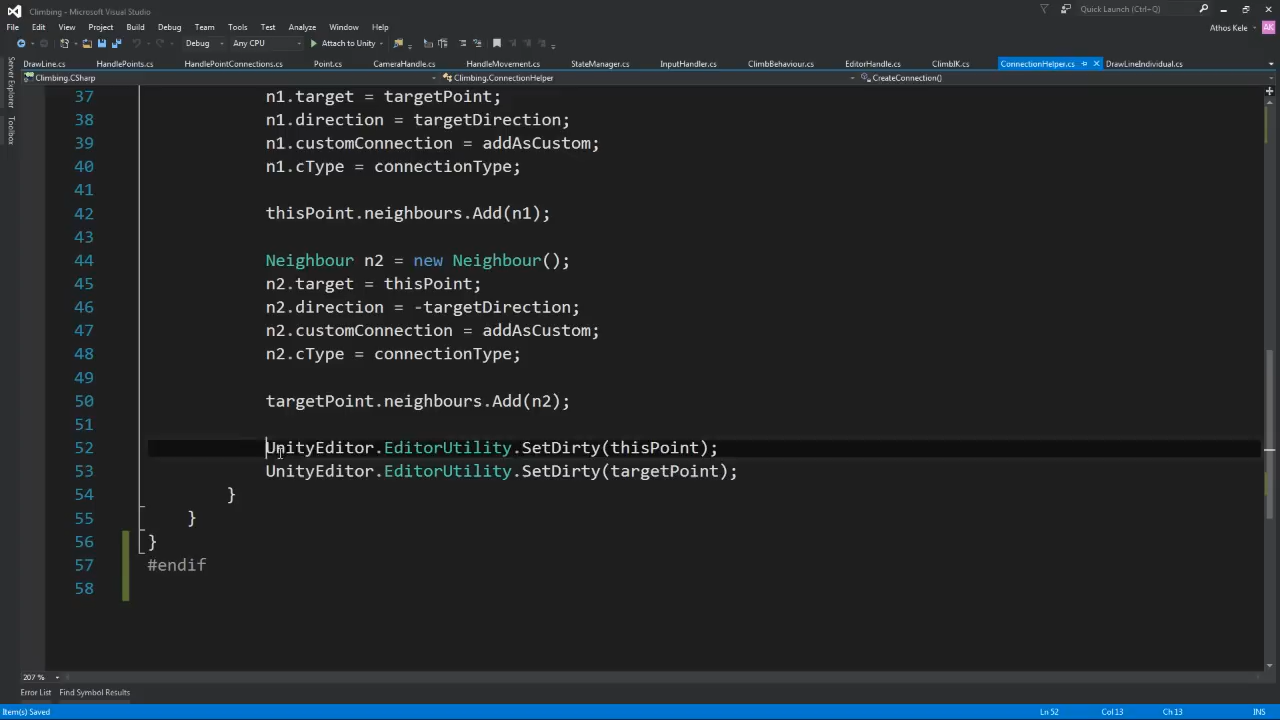 Climbing - Microsoft Visual Studio
Quick Launch (Ctrl+Q)
File Edit View Project Build Debug Team Tools Test Analyze Window Help
Athos Kele AK
Debug Any CPU Attach to Unity
DrawLine.cs HandlePoints.cs HandlePointConnections.cs Point.cs CameraHandle.cs HandleMovement.cs StateManager.cs InputHandler.cs ClimbBehaviour.cs EditorHandle.cs ClimbIK.cs ConnectionHelper.cs DrawLineIndividual.cs
Climbing.CSharp Climbing.ConnectionHelper CreateConnection()
Server Explorer
Toolbox
37 n1.target = targetPoint;
38 n1.direction = targetDirection;
39 n1.customConnection = addAsCustom;
40 n1.cType = connectionType;
41
42 thisPoint.neighbours.Add(n1);
43
44 Neighbour n2 = new Neighbour();
45 n2.target = thisPoint;
46 n2.direction = -targetDirection;
47 n2.customConnection = addAsCustom;
48 n2.cType = connectionType;
49
50 targetPoint.neighbours.Add(n2);
51
52 UnityEditor.EditorUtility.SetDirty(thisPoint);
53 UnityEditor.EditorUtility.SetDirty(targetPoint);
54 }
55 }
56 }
57 #endif
58
207 %
Error List Find Symbol Results
Item(s) Saved Ln 52 Col 13 Ch 13 INS